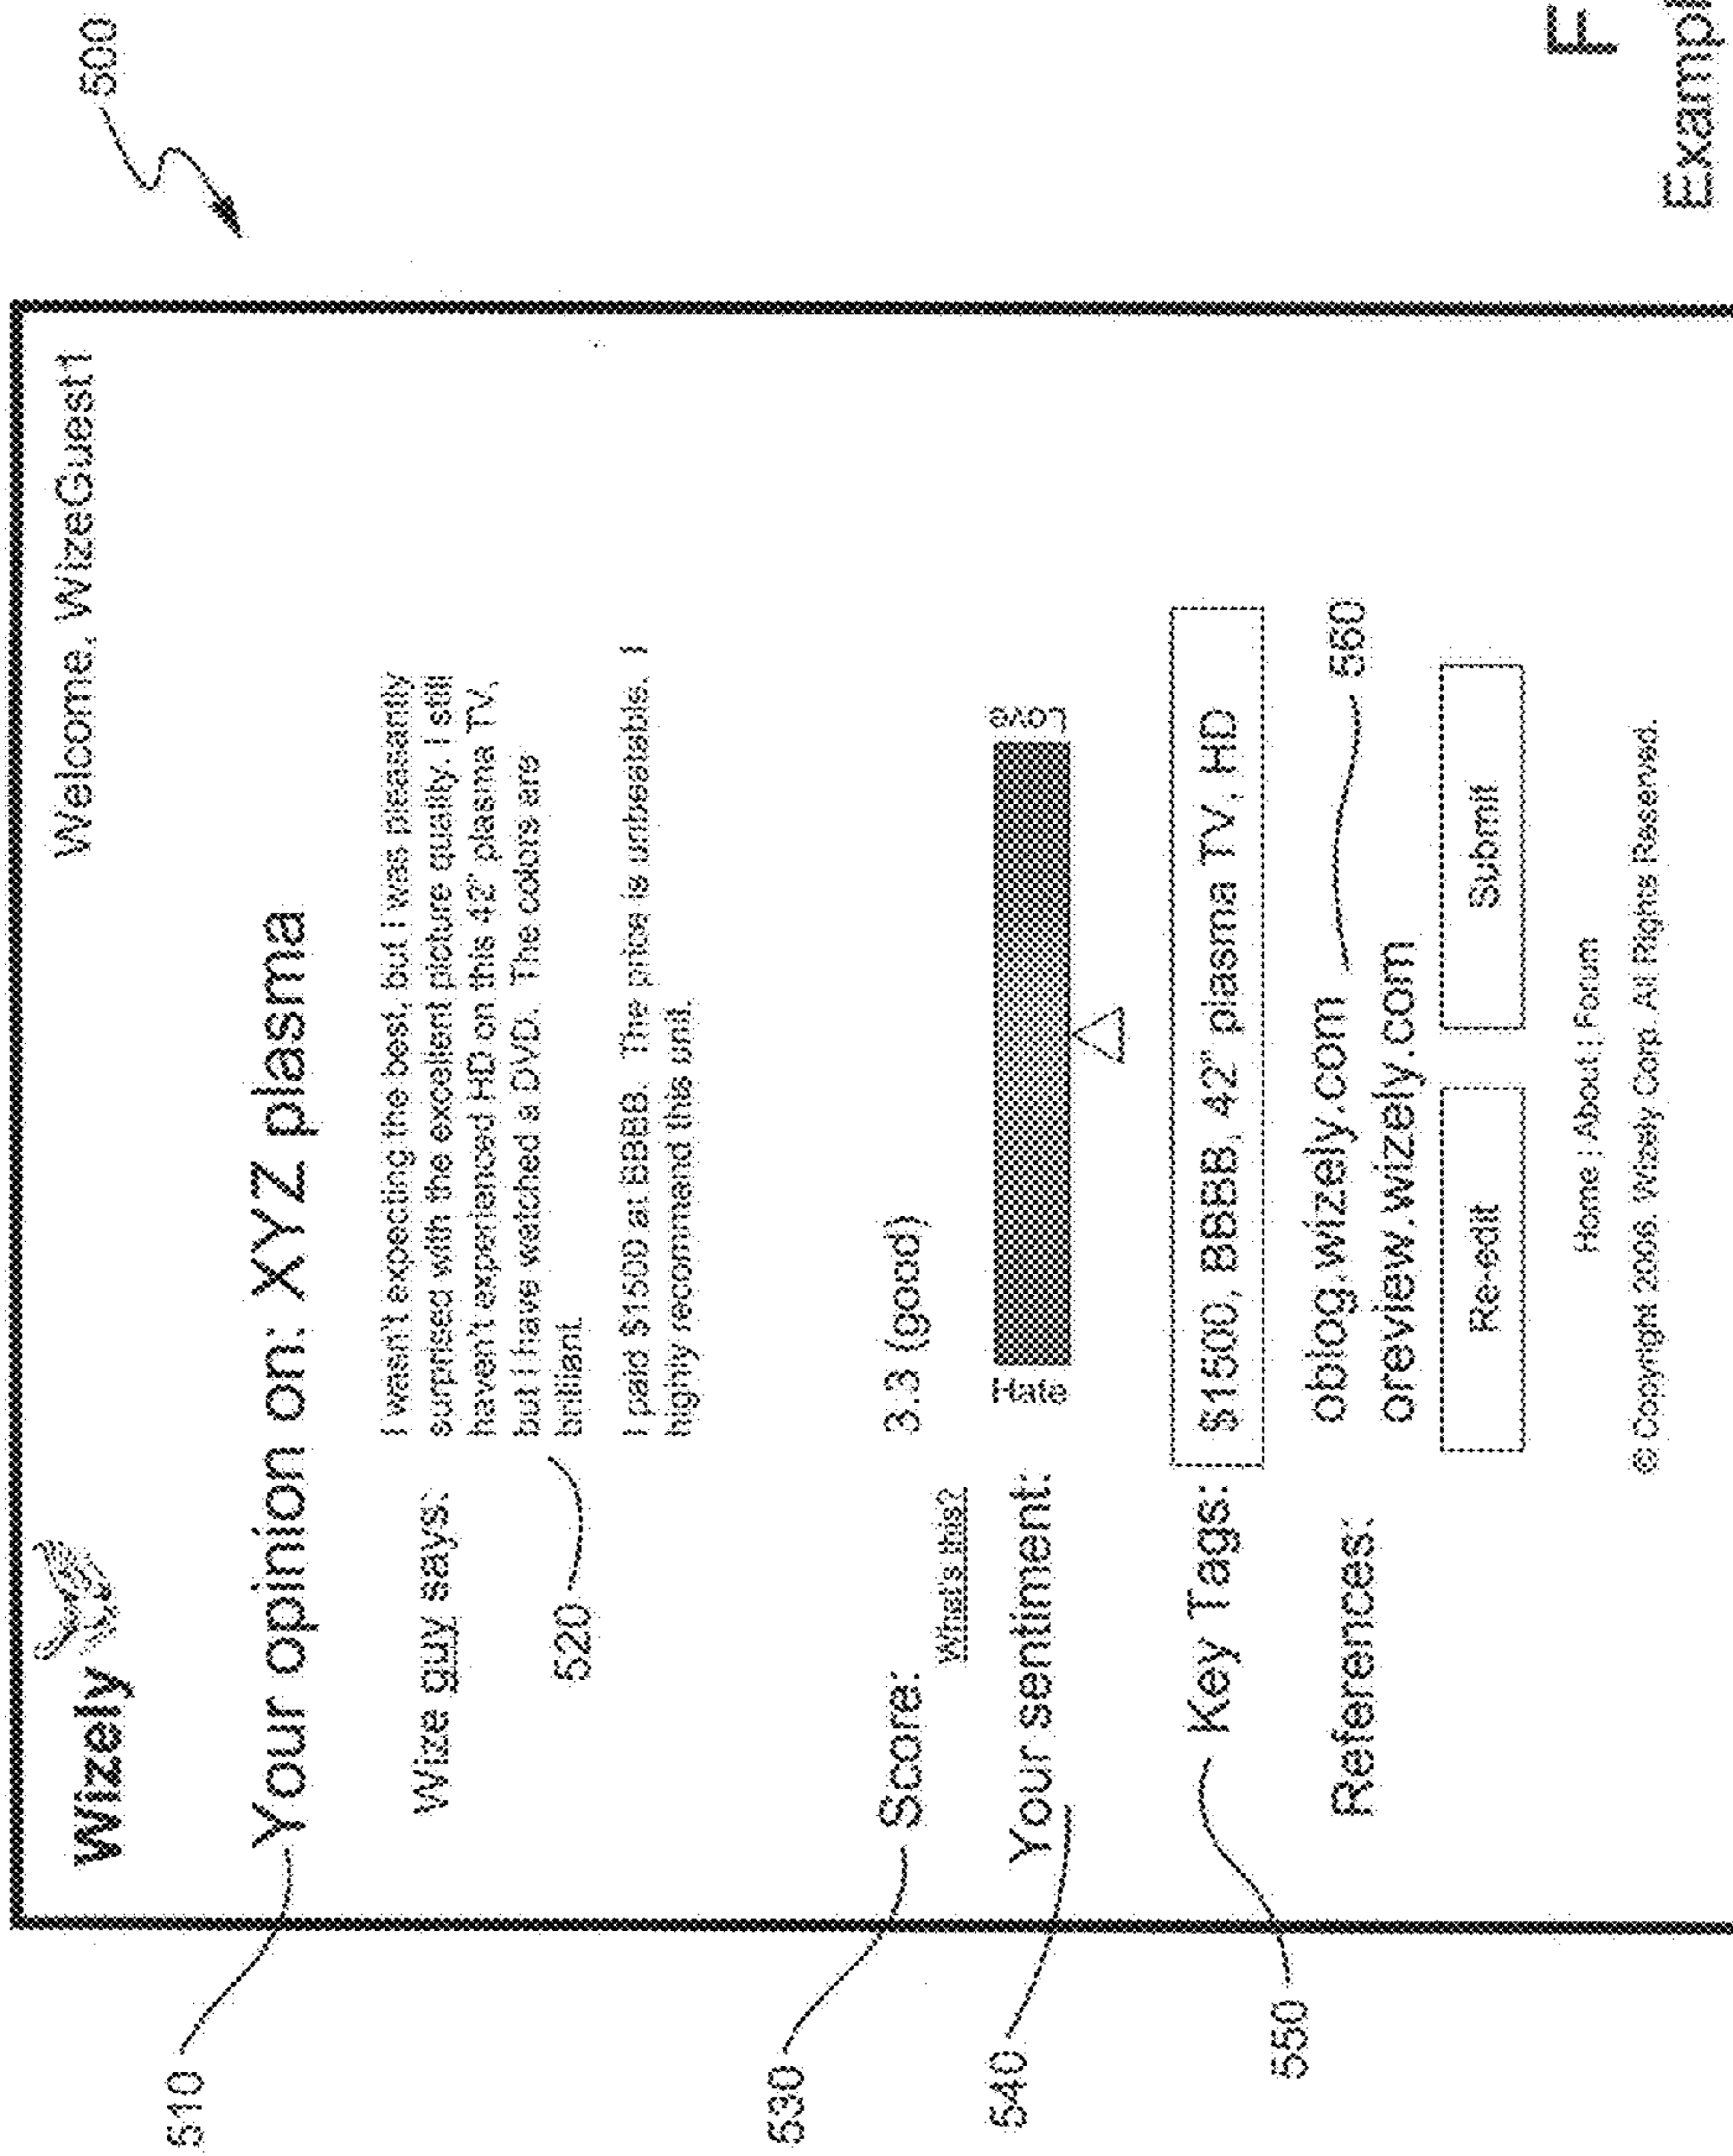 500
Wizely
Welcome, WizeGuest1
510
Your opinion on: XYZ plasma
Wize guy says:
I wasn't expecting the best, but I was pleasantly
surprised with the excellent picture quality. I still
haven't experienced HD on this 42" plasma TV,
but I have watched a DVD. The colors are
brilliant.
520
I paid $1500 at BBBB. The price is unbeatable. I
highly recommend this unit.
530
Score: 3.3 (good)
What's this?
540
Your sentiment: Hate Love
550
Key Tags: $1500, BBBB, 42" plasma TV, HD
References: oblog.wizely.com
560
oreview.wizely.com
Re-edit Submit
Home | About | Forum
© Copyright 2006. Wizely Corp. All Rights Reserved.
F
Exampl